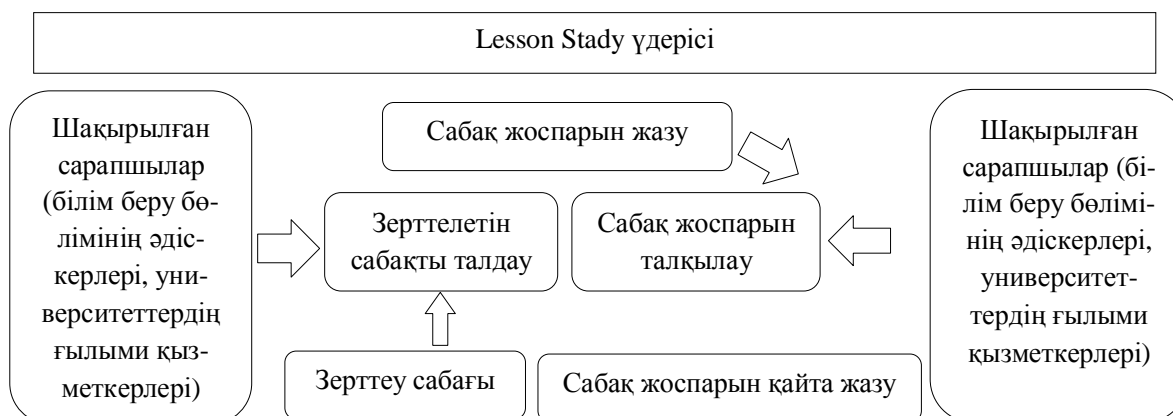 Lesson Stady үдерісі
Шақырылған
сарапшылар
(білім беру бө-
лімінің әдіс-
керлері, уни-
верситеттердің
ғылыми қыз-
меткерлері)
Сабақ жоспарын жазу
Зерттелетін
сабақты талдау
Сабақ жоспарын
талқылау
Зерттеу сабағы
Сабақ жоспарын қайта жазу
Шақырылған
сарапшылар (бі-
лім беру бөлімі-
нің әдіскерлері,
университет-
тердің ғылыми
қызметкерлері)